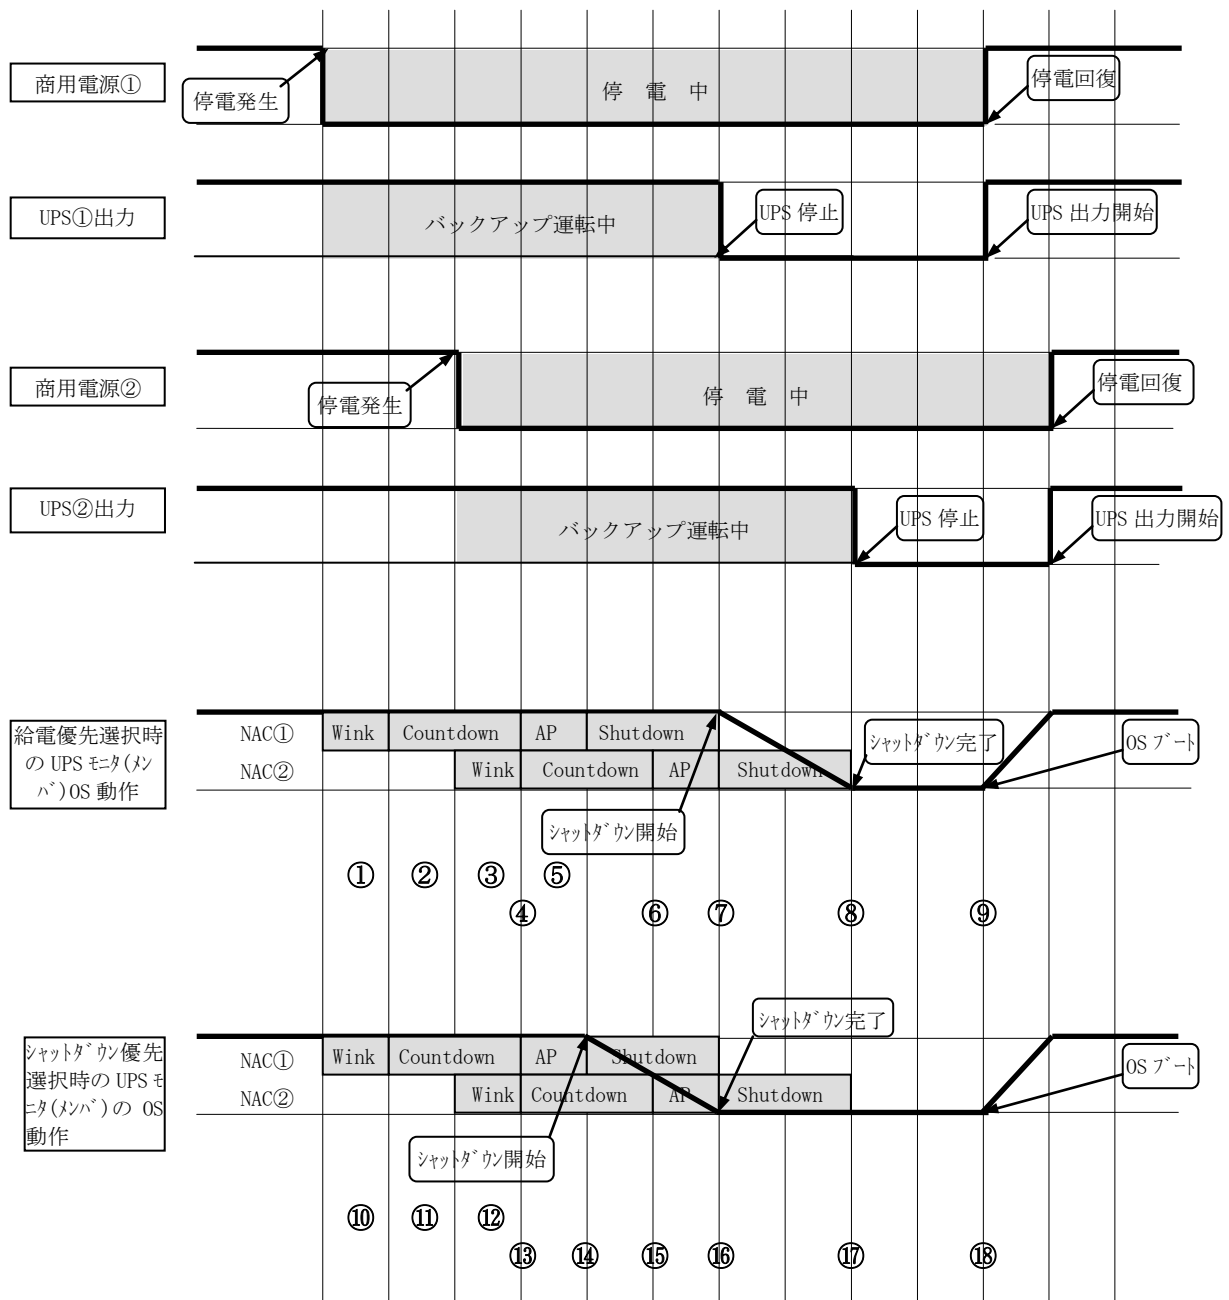 商用電源①
停電発生
停 電 中
停電回復
UPS①出力
バックアップ運転中
UPS 停止
UPS 出力開始
商用電源②
停電発生
停 電 中
停電回復
UPS②出力
バックアップ運転中
UPS 停止
UPS 出力開始
給電優先選択時
の UPS ﾓﾆﾀ(ﾒﾝ
ﾊﾞ)OS 動作
NAC① Wink Countdown AP Shutdown
NAC② Wink Countdown AP Shutdown
ｼｬｯﾄﾀﾞｳﾝ完了
OS ﾌﾞｰﾄ
ｼｬｯﾄﾀﾞｳﾝ開始
① ② ③ ⑤
④ ⑥ ⑦ ⑧ ⑨
ｼｬｯﾄﾀﾞｳﾝ完了
ｼｬｯﾄﾀﾞｳﾝ優先
選択時の UPS ﾓ
ﾆﾀ(ﾒﾝﾊﾞ)の OS
動作
NAC① Wink Countdown AP Shutdown
NAC② Wink Countdown AP Shutdown
OS ﾌﾞｰﾄ
ｼｬｯﾄﾀﾞｳﾝ開始
⑩ ⑪ ⑫
⑬ ⑭ ⑮ ⑯ ⑰ ⑱